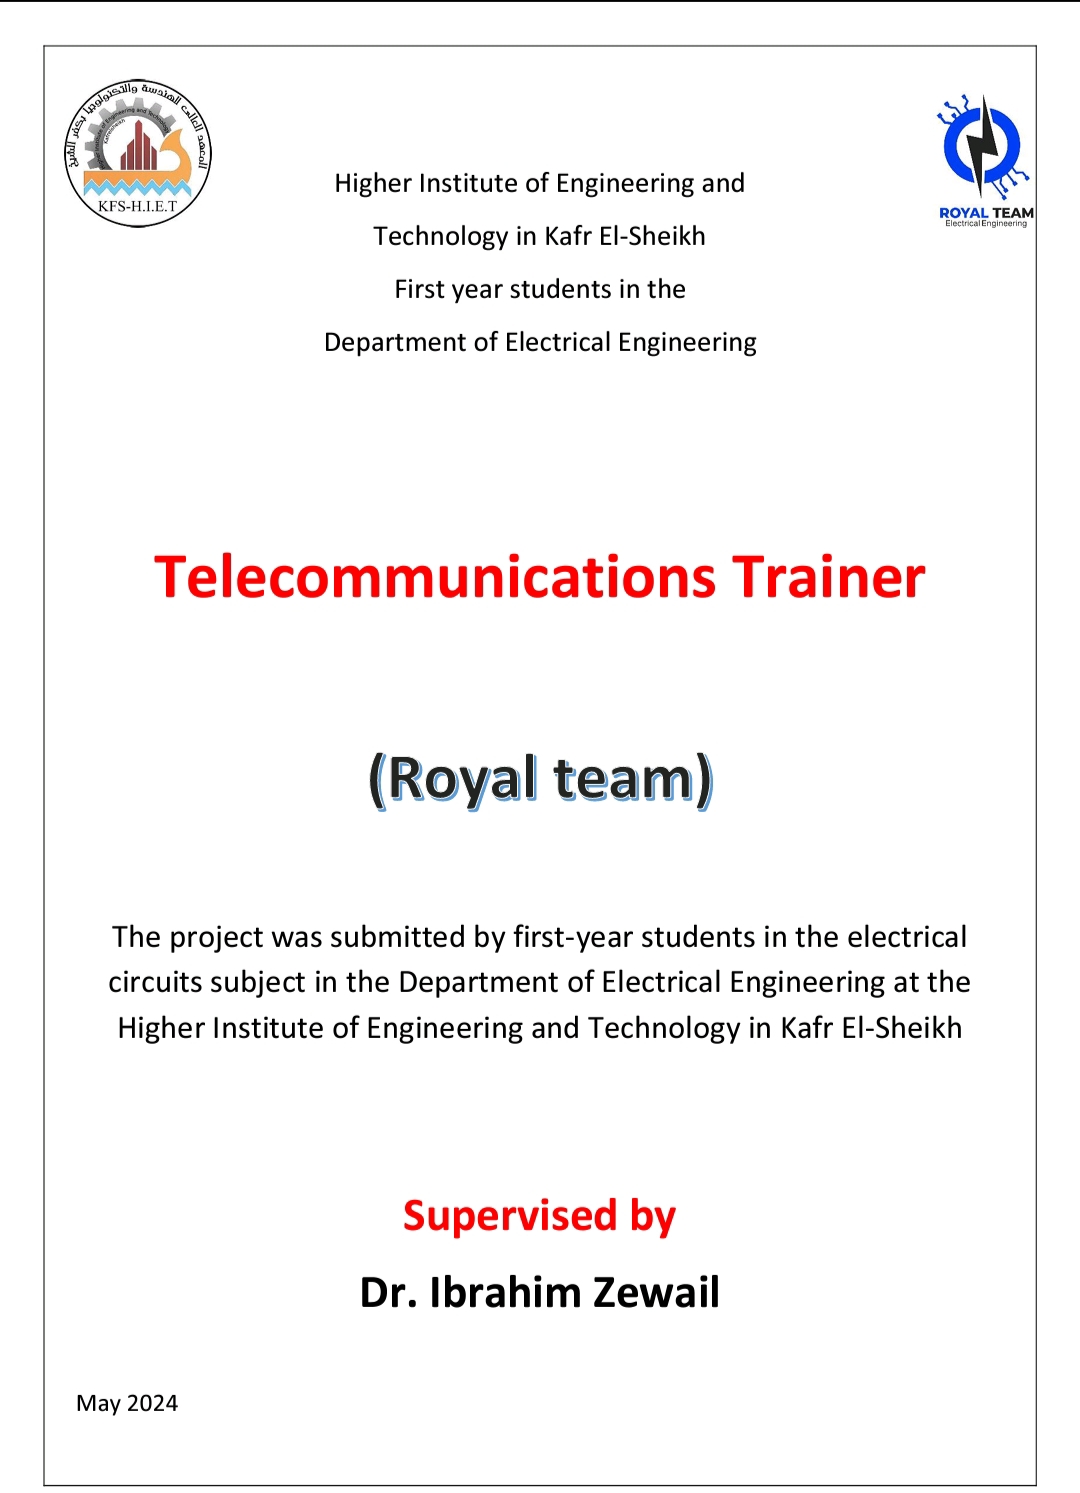 المعهد العالى للهندسة والتكنولوجيا بكفر الشيخ
KFS-H.I.E.T
ROYAL TEAM
Electrical Engineering
Higher Institute of Engineering and
Technology in Kafr El-Sheikh
First year students in the
Department of Electrical Engineering
Telecommunications Trainer
(Royal team)
The project was submitted by first-year students in the electrical
circuits subject in the Department of Electrical Engineering at the
Higher Institute of Engineering and Technology in Kafr El-Sheikh
Supervised by
Dr. Ibrahim Zewail
May 2024